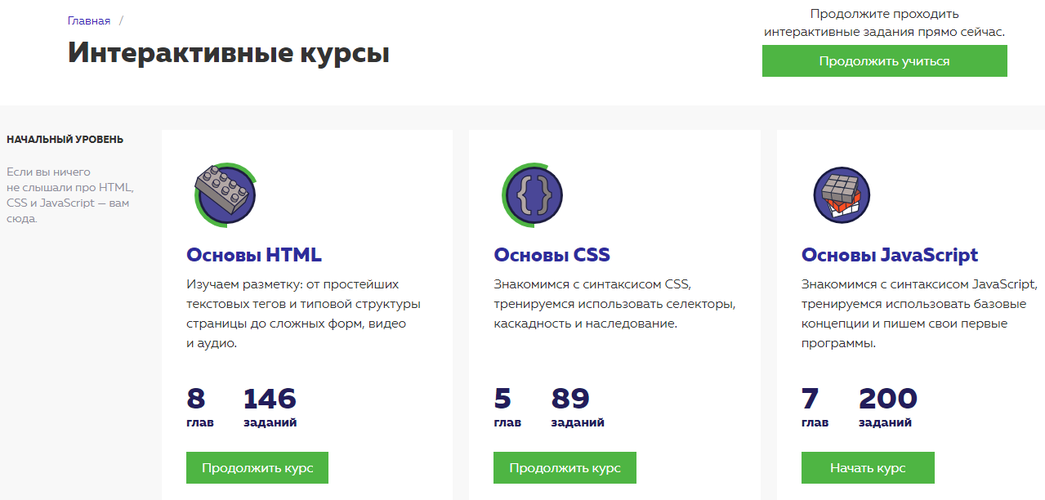 Главная /
Интерактивные курсы
Продолжите проходить
интерактивные задания прямо сейчас.
Продолжить учиться
НАЧАЛЬНЫЙ УРОВЕНЬ
Если вы ничего
не слышали про HTML,
CSS и JavaScript — вам
сюда.
Основы HTML
Изучаем разметку: от простейших
текстовых тегов и типовой структуры
страницы до сложных форм, видео
и аудио.
8 146
глав заданий
Продолжить курс
Основы CSS
Знакомимся с синтаксисом CSS,
тренируемся использовать селекторы,
каскадность и наследование.
5 89
глав заданий
Продолжить курс
Основы JavaScript
Знакомимся с синтаксисом JavaScript,
тренируемся использовать базовые
концепции и пишем свои первые
программы.
7 200
глав заданий
Начать курс